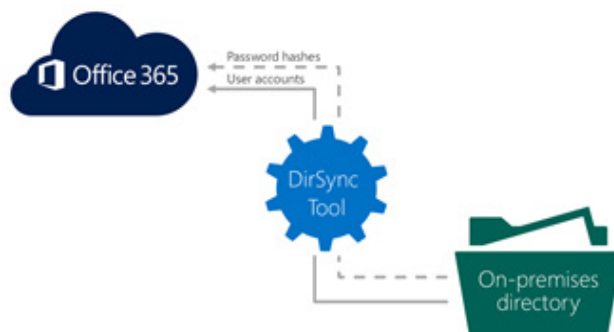 Password hashes
Office 365
User accounts
DirSync
Tool
On-premises
directory